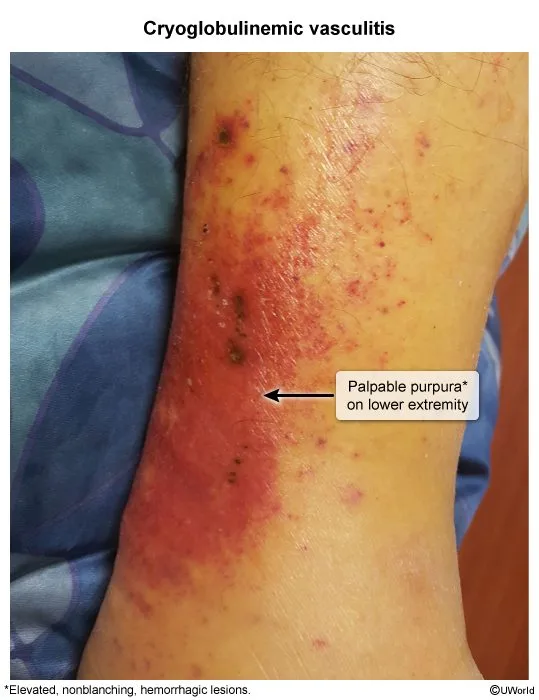 Cryoglobulinemic vasculitis
Palpable purpura*
on lower extremity
*Elevated, nonblanching, hemorrhagic lesions.
©UWorld